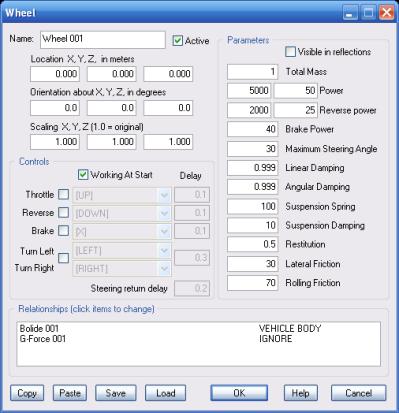 Wheel
Name: Wheel 001 Active
Location X, Y, Z, in meters
0.000 0.000 0.000
Orientation about X, Y, Z, in degrees
0.0 0.0 0.0
Scaling X, Y, Z (1.0 = original)
1.000 1.000 1.000
Controls
Working At Start Delay
Throttle [UP] 0.1
Reverse [DOWN] 0.1
Brake [X] 0.1
Turn Left [LEFT] 0.3
Turn Right [RIGHT]
Steering return delay 0.2
Parameters
Visible in reflections
1 Total Mass
5000 50 Power
2000 25 Reverse power
40 Brake Power
30 Maximum Steering Angle
0.999 Linear Damping
0.999 Angular Damping
100 Suspension Spring
10 Suspension Damping
0.5 Restitution
30 Lateral Friction
70 Rolling Friction
Relationships (click items to change)
Bolide 001 VEHICLE BODY
G-Force 001 IGNORE
Copy Paste Save Load OK Help Cancel